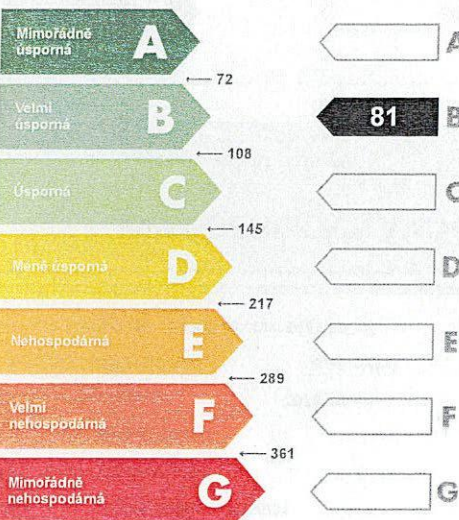 Mimořádně
úsporná
A
A
72
Velmi
úsporná
B
81
B
108
Úsporná
C
C
145
Méně úsporná
D
D
217
Nehospodárná
E
E
289
Velmi
nehospodárná
F
F
361
Mimořádně
nehospodárná
G
G